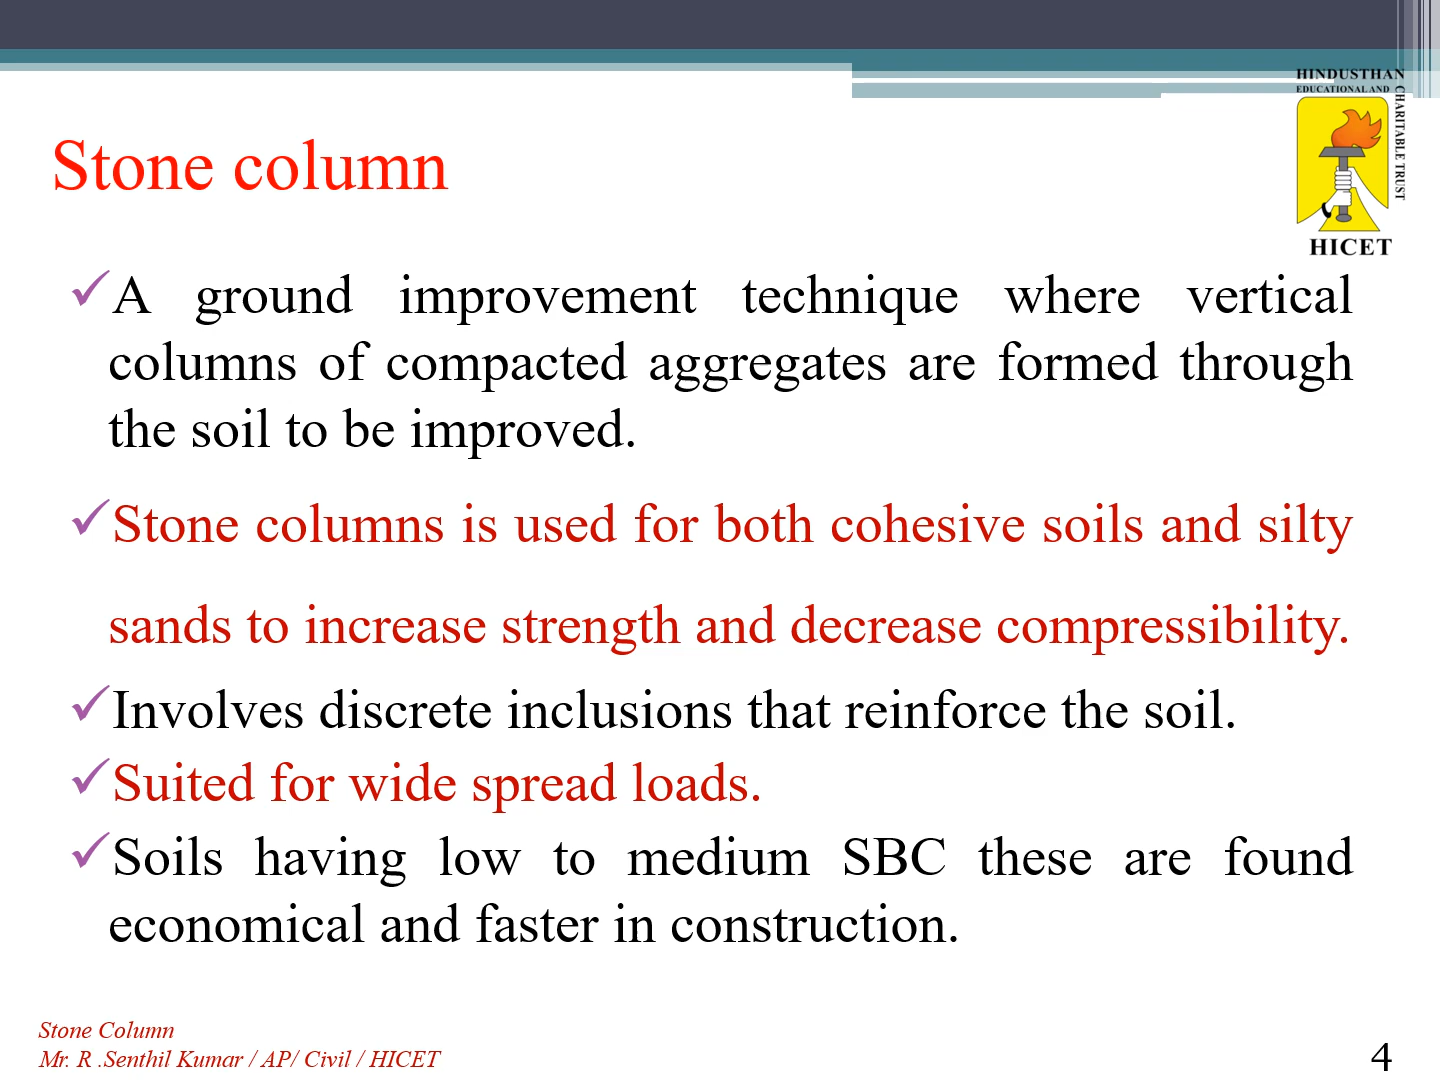 HINDUSTHAN
EDUCATIONAL AND
CHARITABLE TRUST
HICET
Stone column
✓A ground improvement technique where vertical
columns of compacted aggregates are formed through
the soil to be improved.
✓Stone columns is used for both cohesive soils and silty
sands to increase strength and decrease compressibility.
✓Involves discrete inclusions that reinforce the soil.
✓Suited for wide spread loads.
✓Soils having low to medium SBC these are found
economical and faster in construction.
Stone Column
Mr. R .Senthil Kumar / AP/ Civil / HICET
4